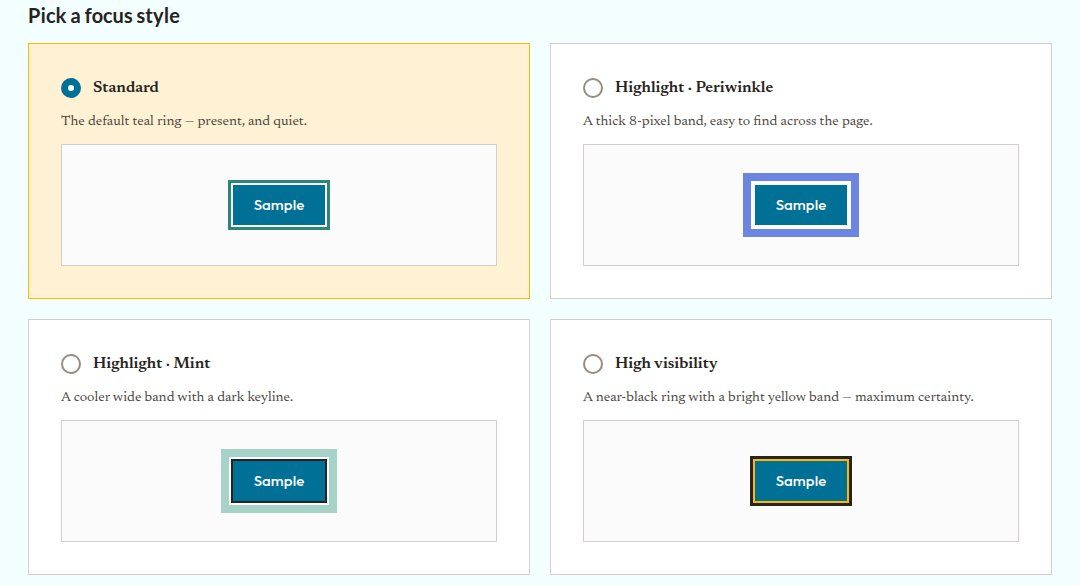 Pick a focus style
Standard
The default teal ring – present, and quiet.
Sample
Highlight · Periwinkle
A thick 8-pixel band, easy to find across the page.
Sample
Highlight · Mint
A cooler wide band with a dark keyline.
Sample
High visibility
A near-black ring with a bright yellow band – maximum certainty.
Sample